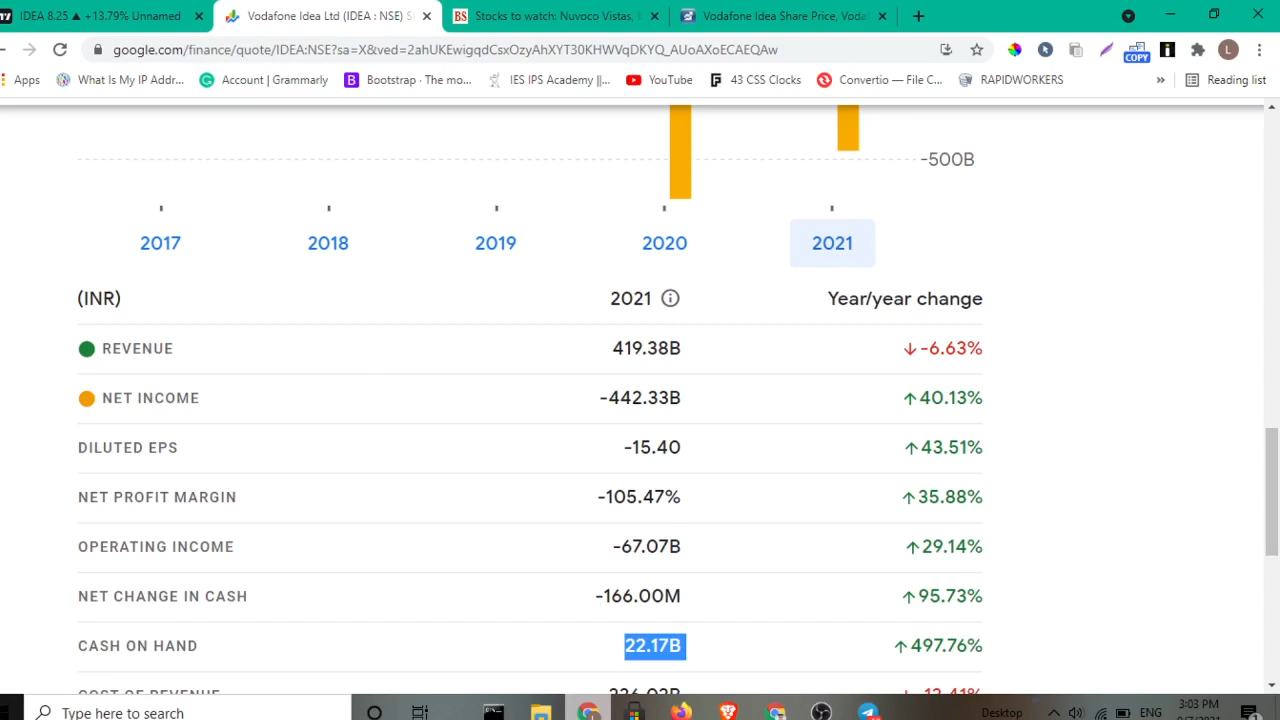 IDEA 8.25 ▲ +13.79% Unnamed
Vodafone Idea Ltd (IDEA : NSE) S
Stocks to watch: Nuvoco Vistas,
Vodafone Idea Share Price, Voda
google.com/finance/quote/IDEA:NSE?sa=X&ved=2ahUKEwigqdCsxOzyAhXYT30KHWVqDKYQ_AUoAXoECAEQAw
COPY
Apps
What Is My IP Addr...
Account | Grammarly
Bootstrap · The mo...
IES IPS Academy ||...
YouTube
43 CSS Clocks
Convertio — File C...
RAPIDWORKERS
»
Reading list
-500B
2017 2018 2019 2020 2021
(INR) 2021 Year/year change
REVENUE 419.38B ↓-6.63%
NET INCOME -442.33B ↑40.13%
DILUTED EPS -15.40 ↑43.51%
NET PROFIT MARGIN -105.47% ↑35.88%
OPERATING INCOME -67.07B ↑29.14%
NET CHANGE IN CASH -166.00M ↑95.73%
CASH ON HAND 22.17B ↑497.76%
COST OF REVENUE
Type here to search
Desktop
ENG
3:03 PM